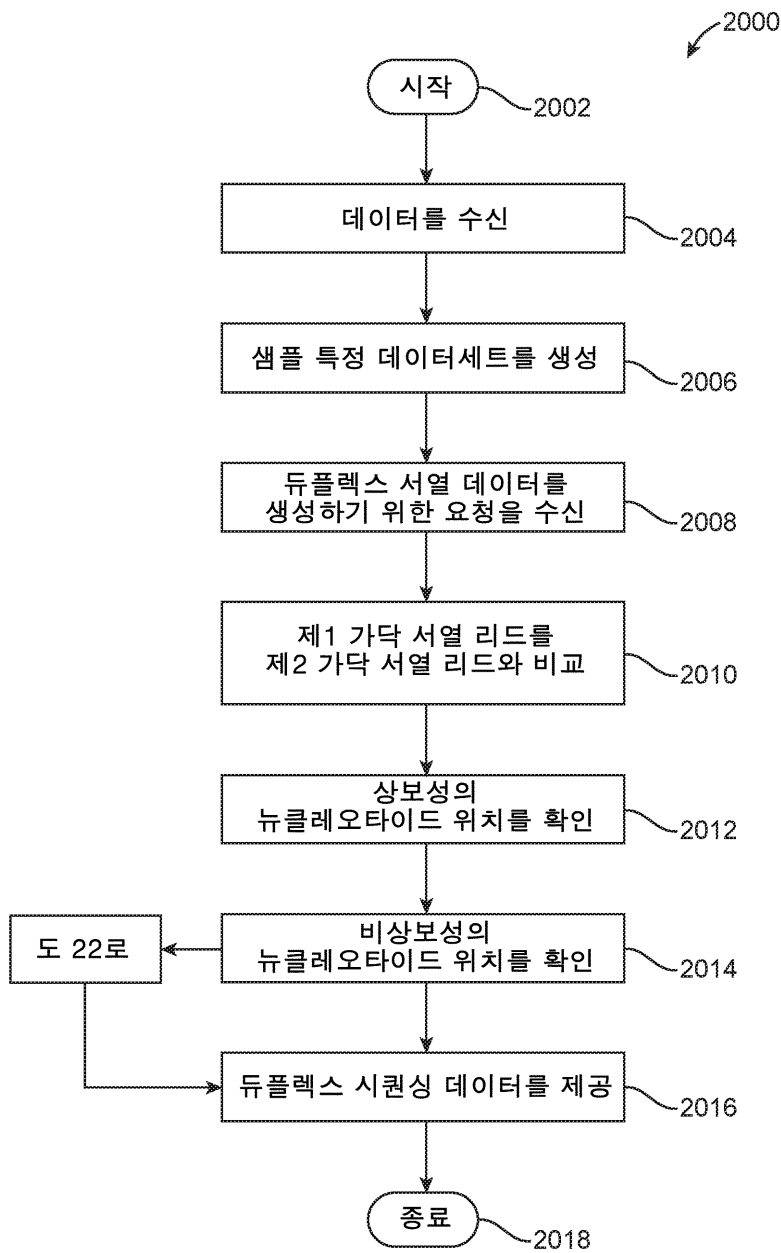 2000
시작
2002
데이터를 수신
2004
샘플 특정 데이터세트를 생성
2006
듀플렉스 서열 데이터를
생성하기 위한 요청을 수신
2008
제1 가닥 서열 리드를
제2 가닥 서열 리드와 비교
2010
상보성의
뉴클레오타이드 위치를 확인
2012
도 22로
비상보성의
뉴클레오타이드 위치를 확인
2014
듀플렉스 시퀀싱 데이터를 제공
2016
종료
2018